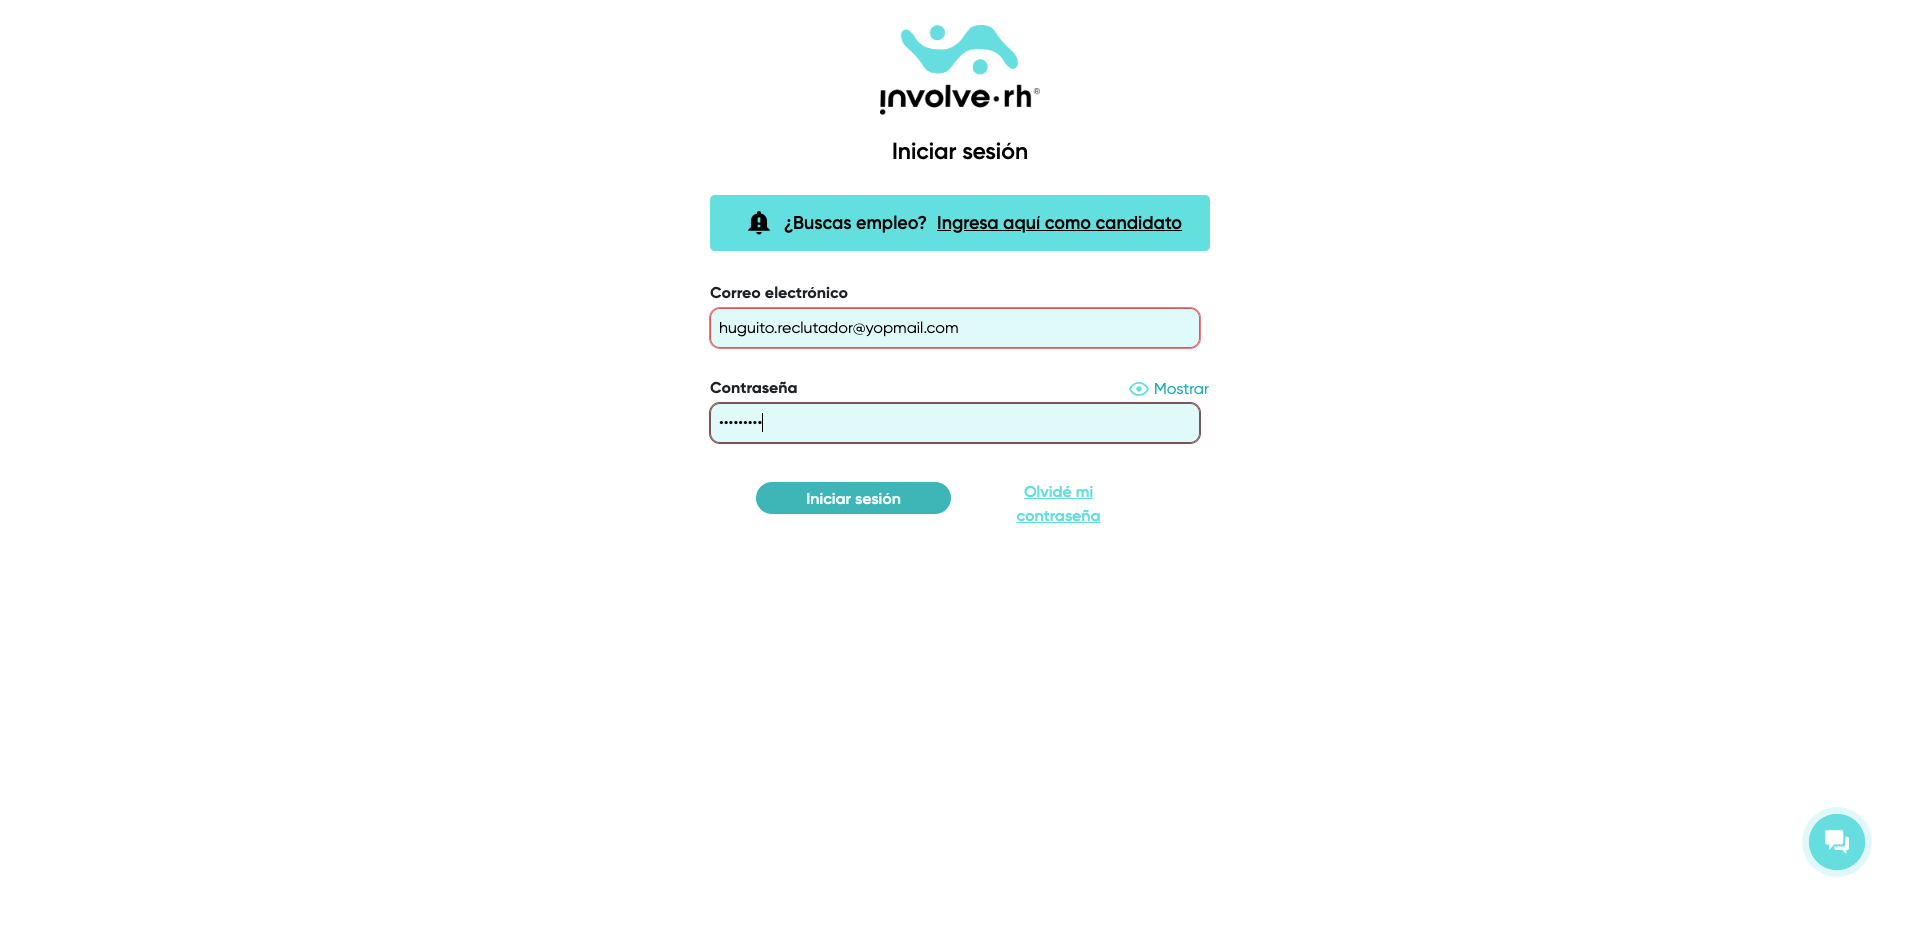 involve·rh®
Iniciar sesión
¿Buscas empleo? Ingresa aquí como candidato
Correo electrónico
huguito.reclutador@yopmail.com
Contraseña
Mostrar
•••••••••
Iniciar sesión
Olvidé mi
contraseña